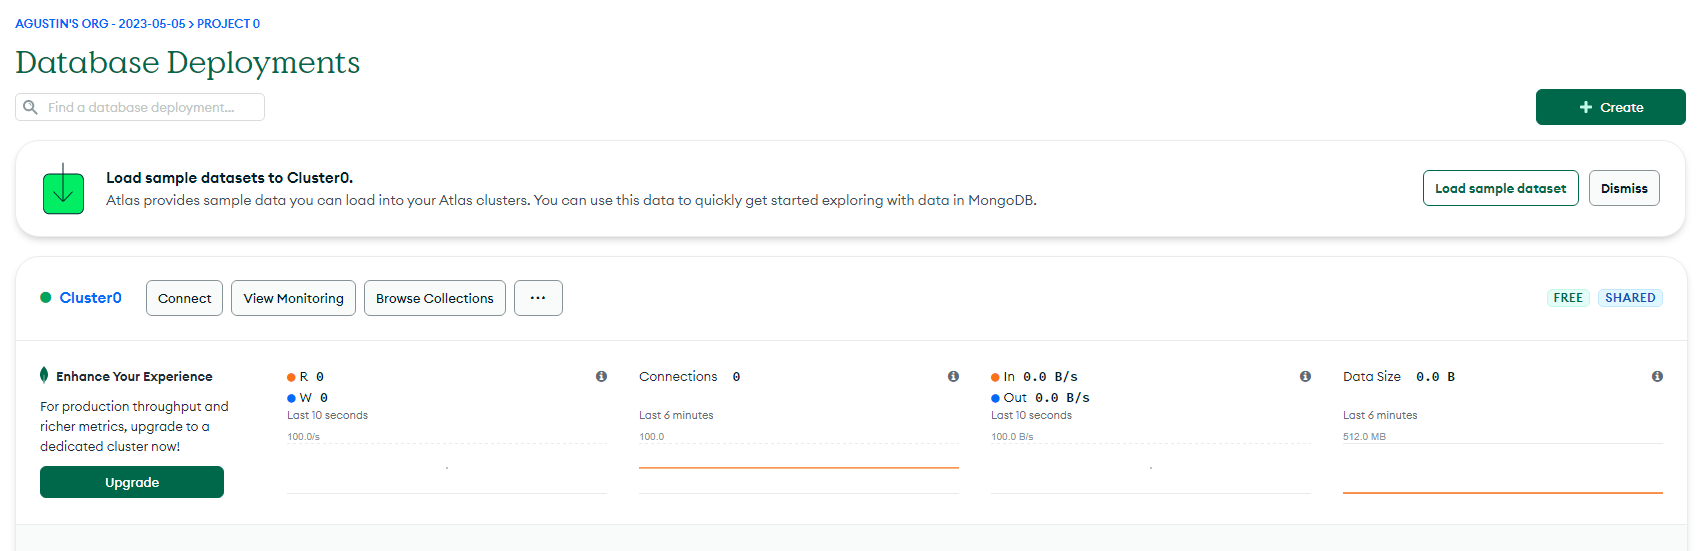 AGUSTIN'S ORG - 2023-05-05 > PROJECT 0
Database Deployments
Find a database deployment...
+ Create
Load sample datasets to Cluster0.
Atlas provides sample data you can load into your Atlas clusters. You can use this data to quickly get started exploring with data in MongoDB.
Load sample dataset
Dismiss
Cluster0
Connect
View Monitoring
Browse Collections
...
FREE
SHARED
Enhance Your Experience
For production throughput and
richer metrics, upgrade to a
dedicated cluster now!
Upgrade
R 0
W 0
Last 10 seconds
100.0/s
Connections 0
Last 6 minutes
100.0
In 0.0 B/s
Out 0.0 B/s
Last 10 seconds
100.0 B/s
Data Size 0.0 B
Last 6 minutes
512.0 MB